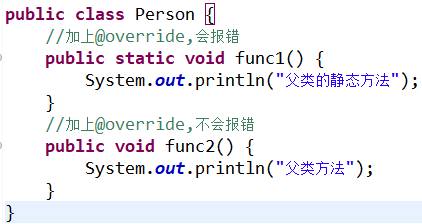 public class Person {
//加上@override,会报错
public static void func1() {
System.out.println("父类的静态方法");
}
//加上@override,不会报错
public void func2() {
System.out.println("父类方法");
}
}